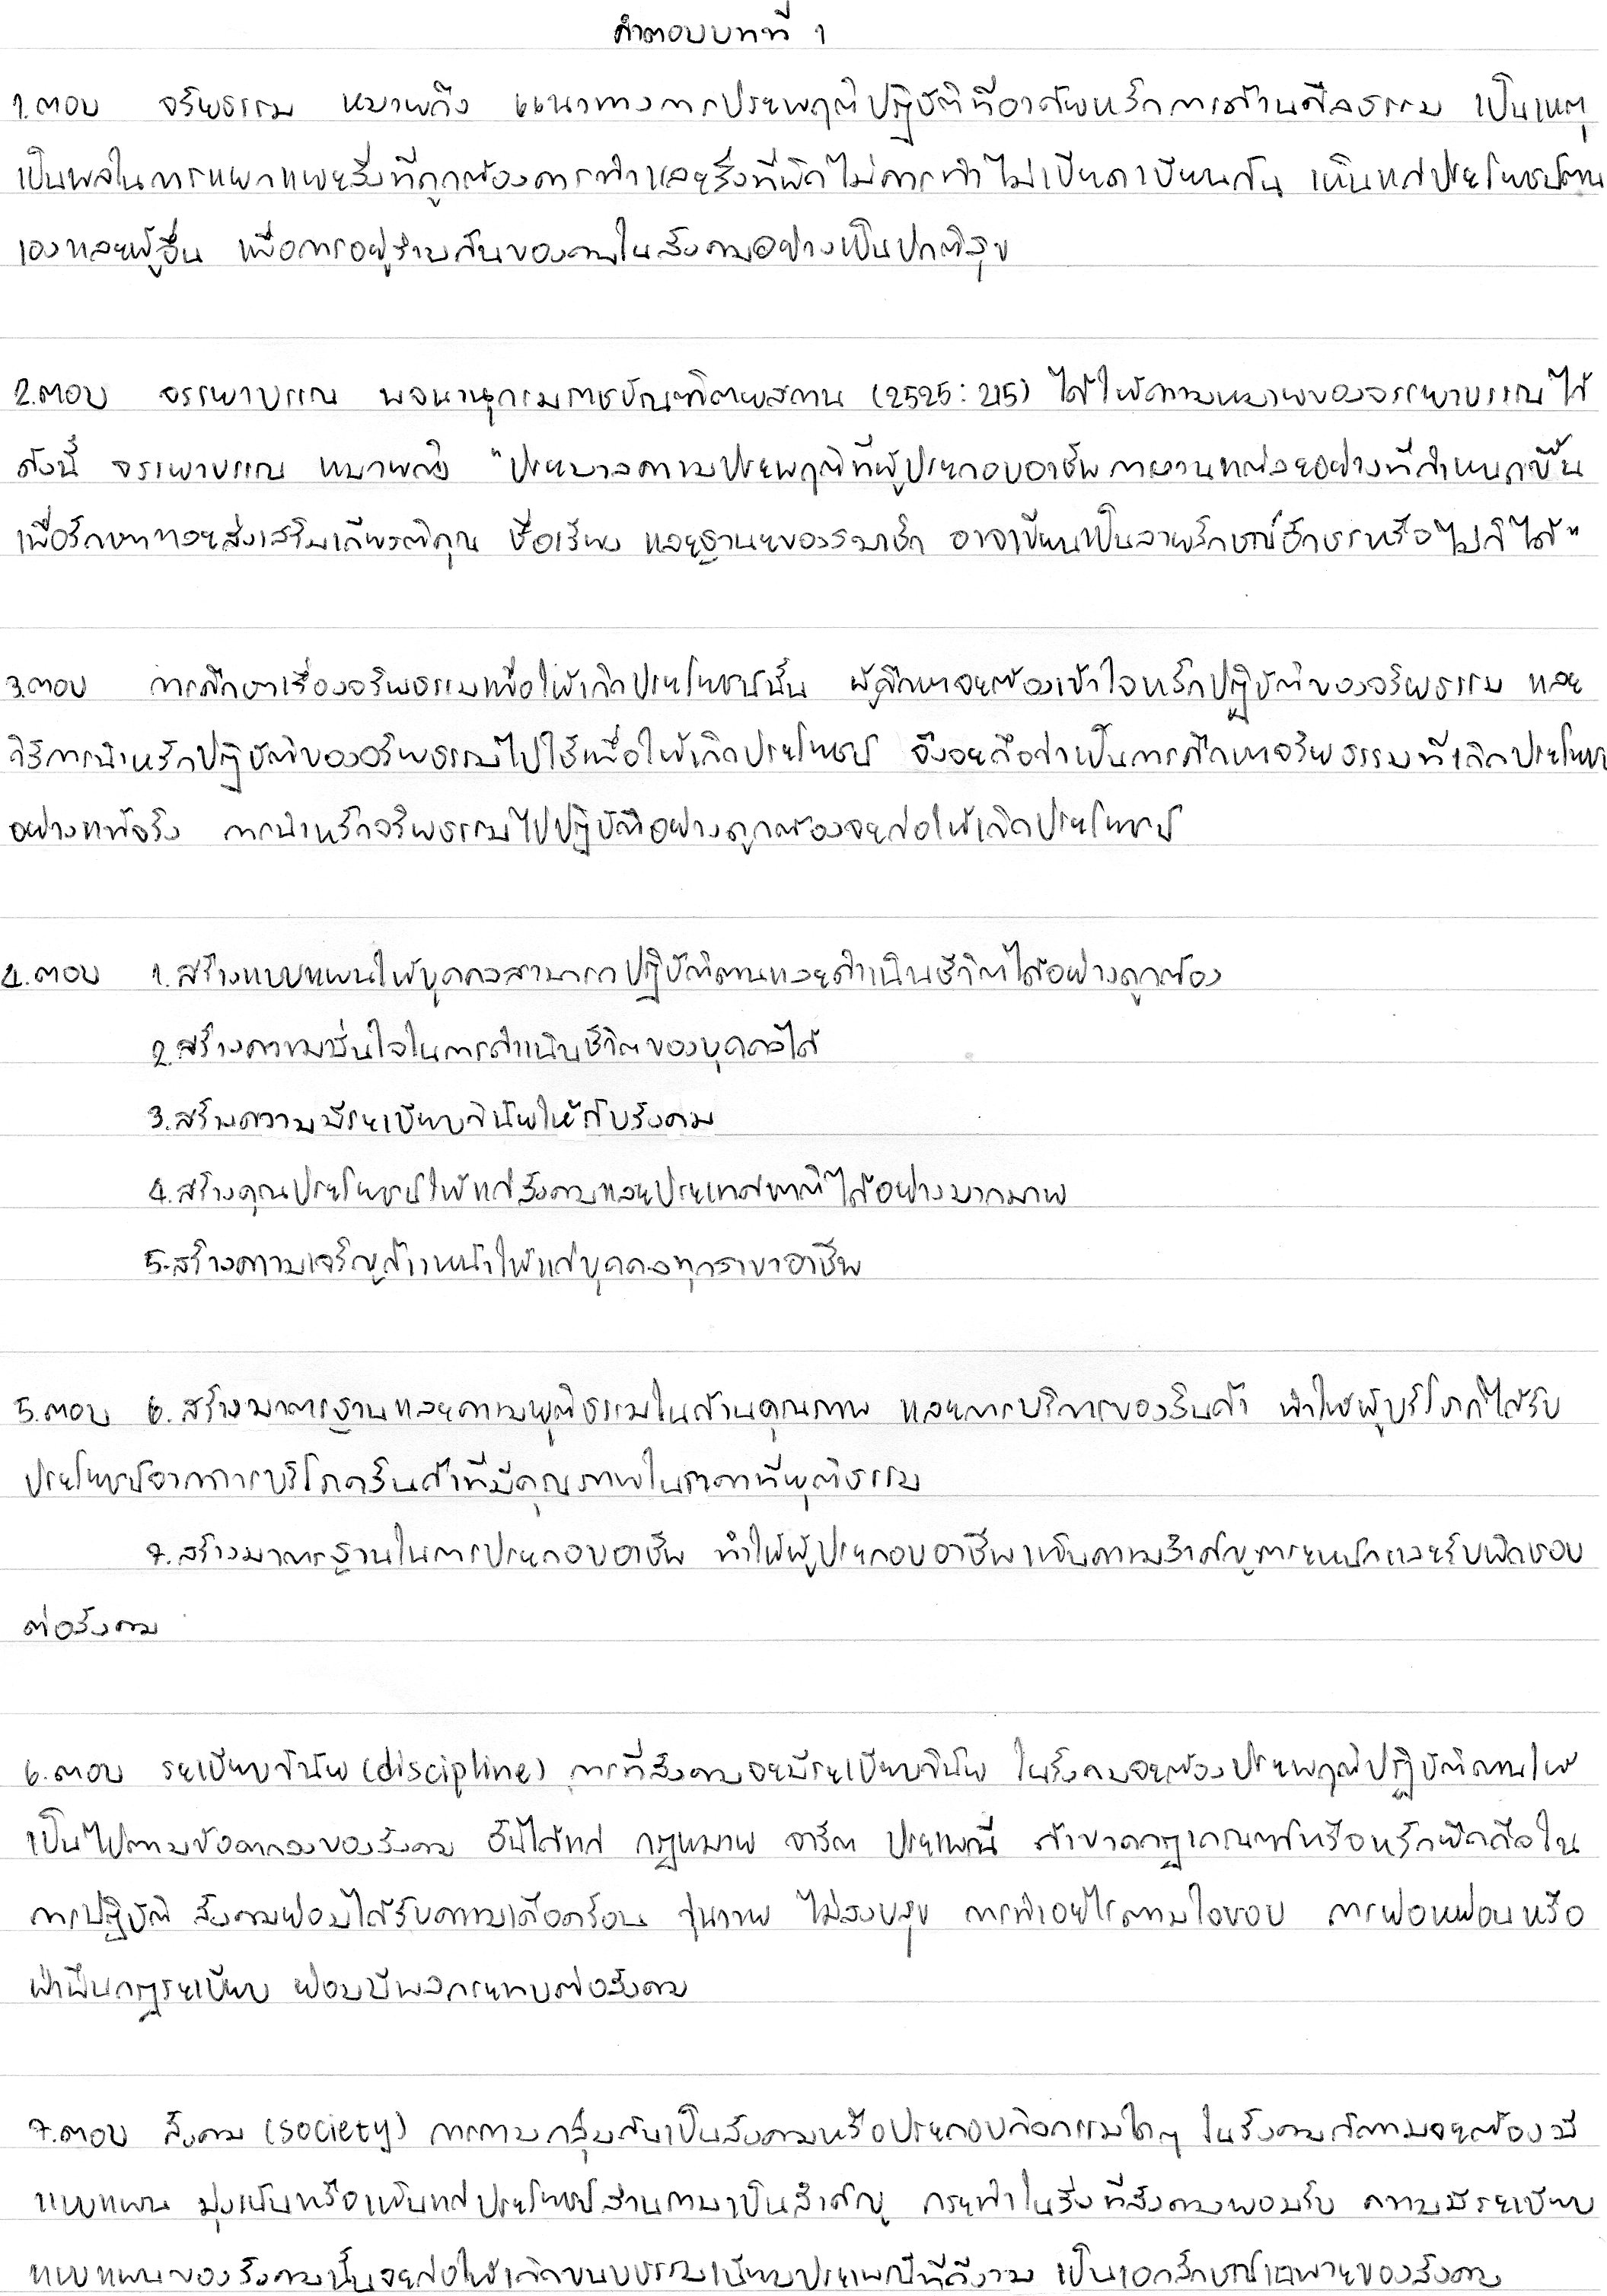 คำตอบบทที่ 1
1.ตอบ จริยธรรม หมายถึง แนวทางการประพฤติปฏิบัติที่อาศัยหลักการด้านศีลธรรม เป็นเหตุ
เป็นผลในการแยกแยะสิ่งที่ถูกต้องควรทำและสิ่งที่ผิดไม่ควรทำ ไม่เบียดเบียนกัน เห็นแก่ประโยชน์ตน
เองและผู้อื่น เพื่อการอยู่ร่วมกันของคนในสังคมอย่างเป็นปกติสุข
2.ตอบ จรรยาบรรณ พจนานุกรมราชบัณฑิตยสถาน (2525: 215) ได้ให้ความหมายของจรรยาบรรณไว้
ดังนี้ จรรยาบรรณ หมายถึง "ประมวลความประพฤติที่ผู้ประกอบอาชีพการงานแต่ละอย่างที่กำหนดขึ้น
เพื่อรักษาและส่งเสริมเกียรติคุณ ชื่อเสียง และฐานะของสมาชิก อาจเขียนเป็นลายลักษณ์อักษรหรือไม่ก็ได้"
3.ตอบ การศึกษาเรื่องจริยธรรมเพื่อให้เกิดประโยชน์นั้น ผู้ศึกษาจะต้องเข้าใจหลักปฏิบัติของจริยธรรม และ
วิธีการนำหลักปฏิบัติของจริยธรรมไปใช้เพื่อให้เกิดประโยชน์ จึงจะถือว่าเป็นการศึกษาจริยธรรมที่เกิดประโยชน์
อย่างแท้จริง การนำหลักจริยธรรมไปปฏิบัติอย่างถูกต้องจะก่อให้เกิดประโยชน์
4.ตอบ 1.สร้างแบบแผนให้บุคคลสามารถปฏิบัติตนและดำเนินชีวิตได้อย่างถูกต้อง
2.สร้างความมั่นใจในการดำเนินชีวิตของบุคคลได้
3.สร้างความมีระเบียบวินัยให้กับสังคม
4.สร้างคุณประโยชน์ให้แก่สังคมและประเทศชาติได้อย่างมากมาย
5.สร้างความเจริญก้าวหน้าให้แก่บุคคลทุกสาขาอาชีพ
5.ตอบ 6.สร้างมาตรฐานและความยุติธรรมในด้านคุณภาพ และการบริการของสินค้า ทำให้ผู้บริโภคได้รับ
ประโยชน์จากการบริโภคสินค้าที่มีคุณภาพในราคาที่ยุติธรรม
7.สร้างมาตรฐานในการประกอบอาชีพ ทำให้ผู้ประกอบอาชีพเห็นความสำคัญตระหนักและรับผิดชอบ
ต่อสังคม
6.ตอบ ระเบียบวินัย (discipline) การที่สังคมจะมีระเบียบวินัย ในสังคมจะต้องประพฤติปฏิบัติตนให้
เป็นไปตามข้อตกลงของสังคม อันได้แก่ กฎหมาย จารีต ประเพณี ถ้าขาดกฎเกณฑ์หรือหลักยึดถือใน
การปฏิบัติ สังคมย่อมได้รับความเดือดร้อน วุ่นวาย ไม่สงบสุข การทำอะไรตามใจชอบ การย่อหย่อนหรือ
ฝ่าฝืนกฎระเบียบ ย่อมมีผลกระทบต่อสังคม
7.ตอบ สังคม (society) การรวมกลุ่มกันเป็นสังคมหรือประกอบกิจกรรมใดๆ ในสังคมก็ตามจะต้องมี
แบบแผน มุ่งเน้นหรือเห็นแก่ประโยชน์ส่วนรวมเป็นสำคัญ กระทำในสิ่งที่สังคมยอมรับ ความมีระเบียบ
แบบแผนของสังคมนั้นจะก่อให้เกิดขนบธรรมเนียมประเพณีที่ดีงาม เป็นเอกลักษณ์เฉพาะของสังคม